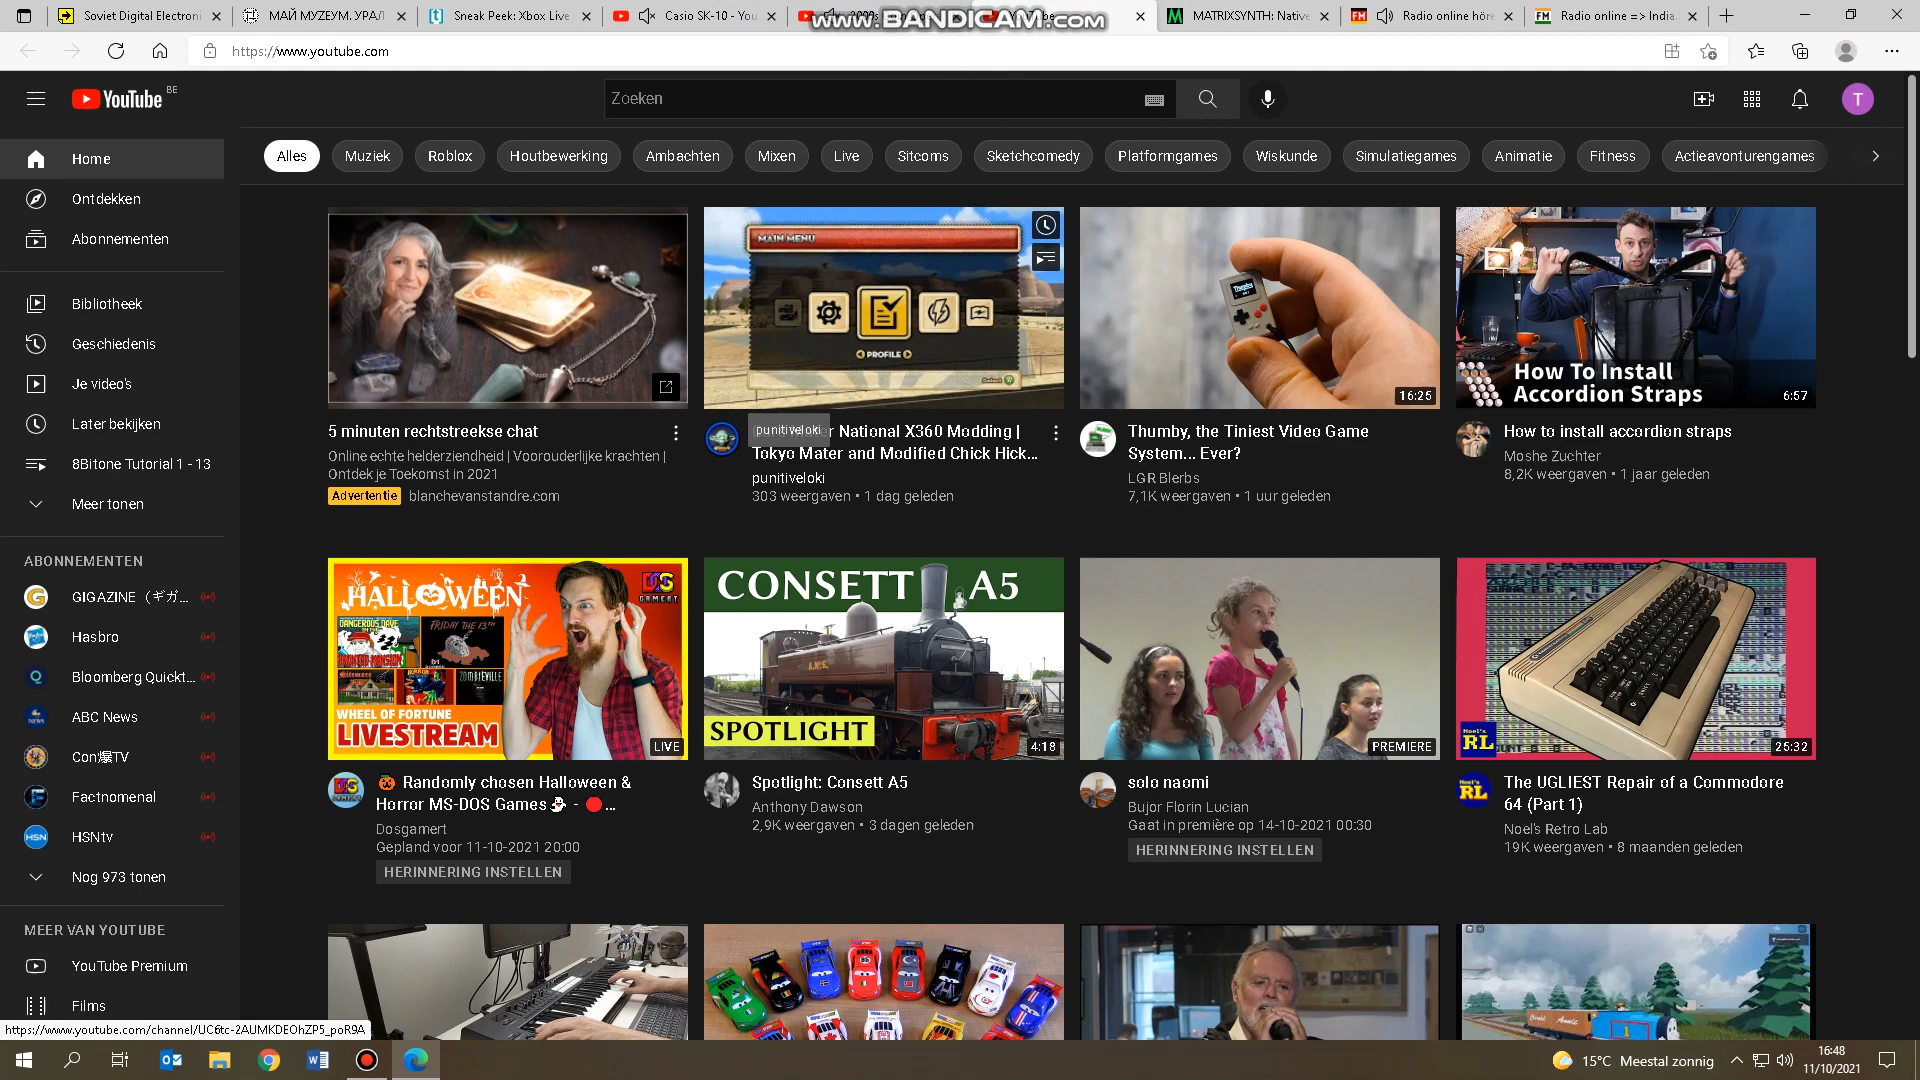 Soviet Digital Electroni
МАЙ МУZЕУМ. УРАЛ
Sneak Peek: Xbox Live
Casio SK-10 - You
MATRIXSYNTH: Native
Radio online höre
Radio online => India.
www.BANDICAM.com
https://www.youtube.com
YouTube BE
Zoeken
T
Alles
Muziek
Roblox
Houtbewerking
Ambachten
Mixen
Live
Sitcoms
Sketchcomedy
Platformgames
Wiskunde
Simulatiegames
Animatie
Fitness
Actieavonturengames
Home
Ontdekken
Abonnementen
Bibliotheek
Geschiedenis
Je video's
Later bekijken
8Bitone Tutorial 1 - 13
Meer tonen
ABONNEMENTEN
GIGAZINE（ギガ...
Hasbro
Bloomberg Quickt...
ABC News
Con爆TV
Factnomenal
HSNtv
Nog 973 tonen
MEER VAN YOUTUBE
YouTube Premium
Films
https://www.youtube.com/channel/UC6tc-2AUMKDEOhZP5_poR9A
5 minuten rechtstreekse chat
Online echte helderziendheid | Voorouderlijke krachten |
Ontdek je Toekomst in 2021
Advertentie blanchevanstandre.com
MAIN MENU
PROFILE
punitiveloki
r National X360 Modding |
Tokyo Mater and Modified Chick Hick...
punitiveloki
303 weergaven • 1 dag geleden
Thumby
16:25
Thumby, the Tiniest Video Game
System... Ever?
LGR Blerbs
7,1K weergaven • 1 uur geleden
How To Install
Accordion Straps
6:57
How to install accordion straps
Moshe Zuchter
8,2K weergaven • 1 jaar geleden
HALLOWEEN
DOS
GAMERT
DANGEROUS DAVE
IN THE
HAUNTED MANSION
FRIDAY THE 13TH
ZOMBIEVILLE
WHEEL OF FORTUNE
LIVESTREAM
LIVE
🎃 Randomly chosen Halloween &
Horror MS-DOS Games👻 - 🔴...
Dosgamert
Gepland voor 11-10-2021 20:00
HERINNERING INSTELLEN
CONSETT A5
SPOTLIGHT
4:18
Spotlight: Consett A5
Anthony Dawson
2,9K weergaven • 3 dagen geleden
PREMIERE
solo naomi
Bujor Florin Lucian
Gaat in première op 14-10-2021 00:30
HERINNERING INSTELLEN
Noel's
RL
25:32
The UGLIEST Repair of a Commodore
64 (Part 1)
Noel's Retro Lab
19K weergaven • 8 maanden geleden
15°C Meestal zonnig
16:48
11/10/2021